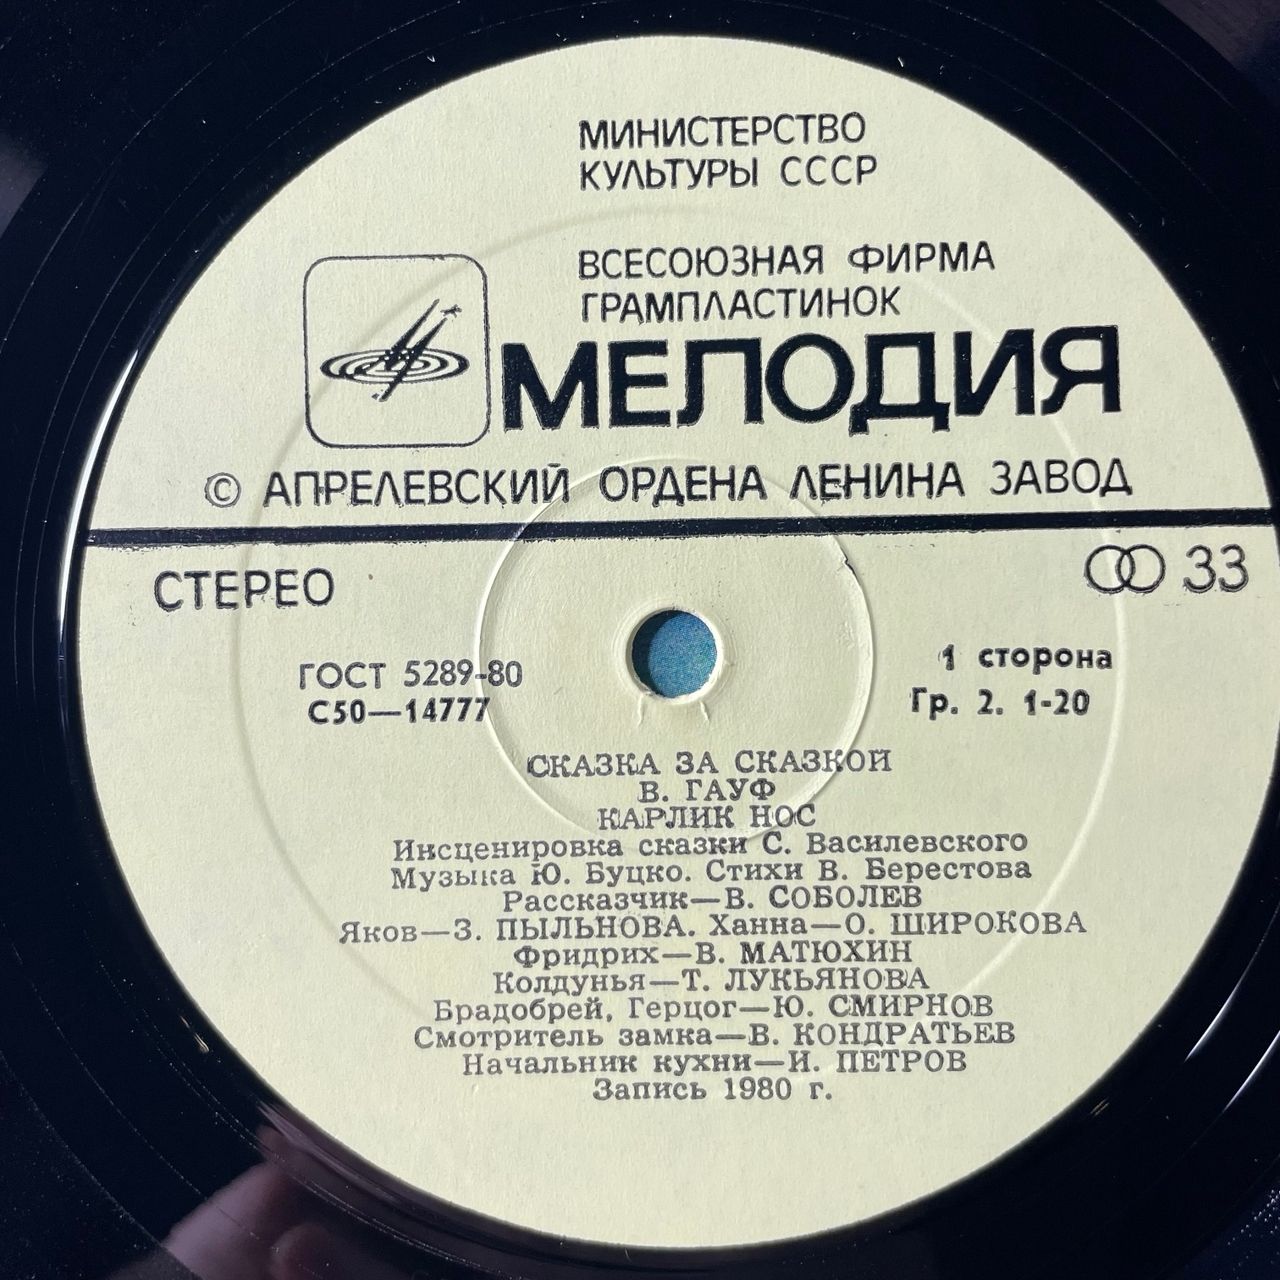 МИНИСТЕРСТВО
КУЛЬТУРЫ СССР
ВСЕСОЮЗНАЯ ФИРМА
ГРАМПЛАСТИНОК
МЕЛОДИЯ
© АПРЕЛЕВСКИЙ ОРДЕНА ЛЕНИНА ЗАВОД
СТЕРЕО
33
ГОСТ 5289-80
С50—14777
1 сторона
Гр. 2. 1-20
СКАЗКА ЗА СКАЗКОЙ
В. ГАУФ
КАРЛИК НОС
Инсценировка сказки С. Василевского
Музыка Ю. Буцко. Стихи В. Берестова
Рассказчик—В. СОБОЛЕВ
Яков—З. ПЫЛЬНОВА. Ханна—О. ШИРОКОВА
Фридрих—В. МАТЮХИН
Колдунья—Т. ЛУКЬЯНОВА
Брадобрей, Герцог—Ю. СМИРНОВ
Смотритель замка—В. КОНДРАТЬЕВ
Начальник кухни—И. ПЕТРОВ
Запись 1980 г.